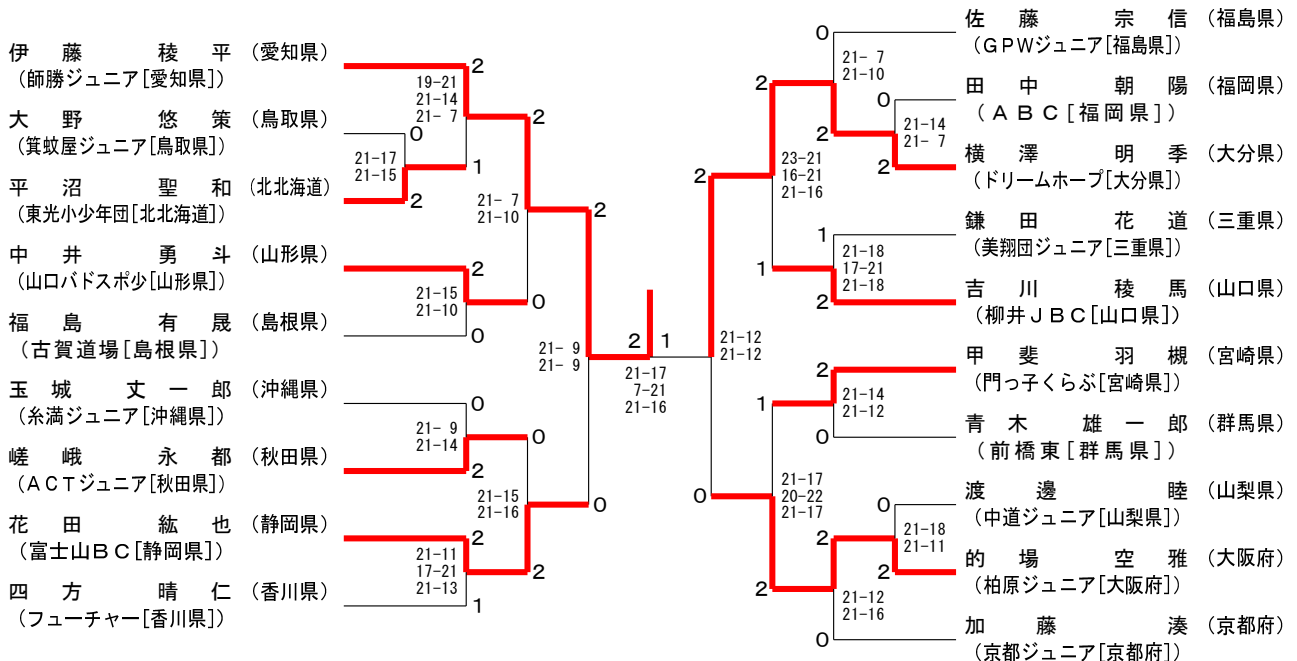 伊藤 稜平 (愛知県)
(師勝ジュニア[愛知県])
大野 悠策 (鳥取県)
(箕蚊屋ジュニア[鳥取県])
平沼 聖和 (北北海道)
(東光小少年団[北北海道])
中井 勇斗 (山形県)
(山口バドスポ少[山形県])
福島 有晟 (島根県)
(古賀道場[島根県])
玉城 丈一郎 (沖縄県)
(糸満ジュニア[沖縄県])
嵯峨 永都 (秋田県)
(ACTジュニア[秋田県])
花田 紘也 (静岡県)
(富士山BC[静岡県])
四方 晴仁 (香川県)
(フューチャー[香川県])
2
19-21
21-14
21- 7
0
21-17
21-15
2
1
2
21- 7
21-10
2
21-15
21-10
0
0
2
21- 9
21- 9
0
21- 9
21-14
2
0
21-15
21-16
0
2
21-11
17-21
21-13
1
2
2 1
21-17
7-21
21-16
21-12
21-12
2
0
2
23-21
16-21
21-16
1
0
21- 7
21-10
2
0
21-14
21- 7
2
1
21-18
17-21
21-18
2
1
21-17
20-22
21-17
2
2
21-14
21-12
0
2
21-12
21-16
0
0
21-18
21-11
2
佐藤 宗信 (福島県)
(GPWジュニア[福島県])
田中 朝陽 (福岡県)
(ABC[福岡県])
横澤 明季 (大分県)
(ドリームホープ[大分県])
鎌田 花道 (三重県)
(美翔団ジュニア[三重県])
吉川 稜馬 (山口県)
(柳井JBC[山口県])
甲斐 羽槻 (宮崎県)
(門っ子くらぶ[宮崎県])
青木 雄一郎 (群馬県)
(前橋東[群馬県])
渡邊 睦 (山梨県)
(中道ジュニア[山梨県])
的場 空雅 (大阪府)
(柏原ジュニア[大阪府])
加藤 湊 (京都府)
(京都ジュニア[京都府])